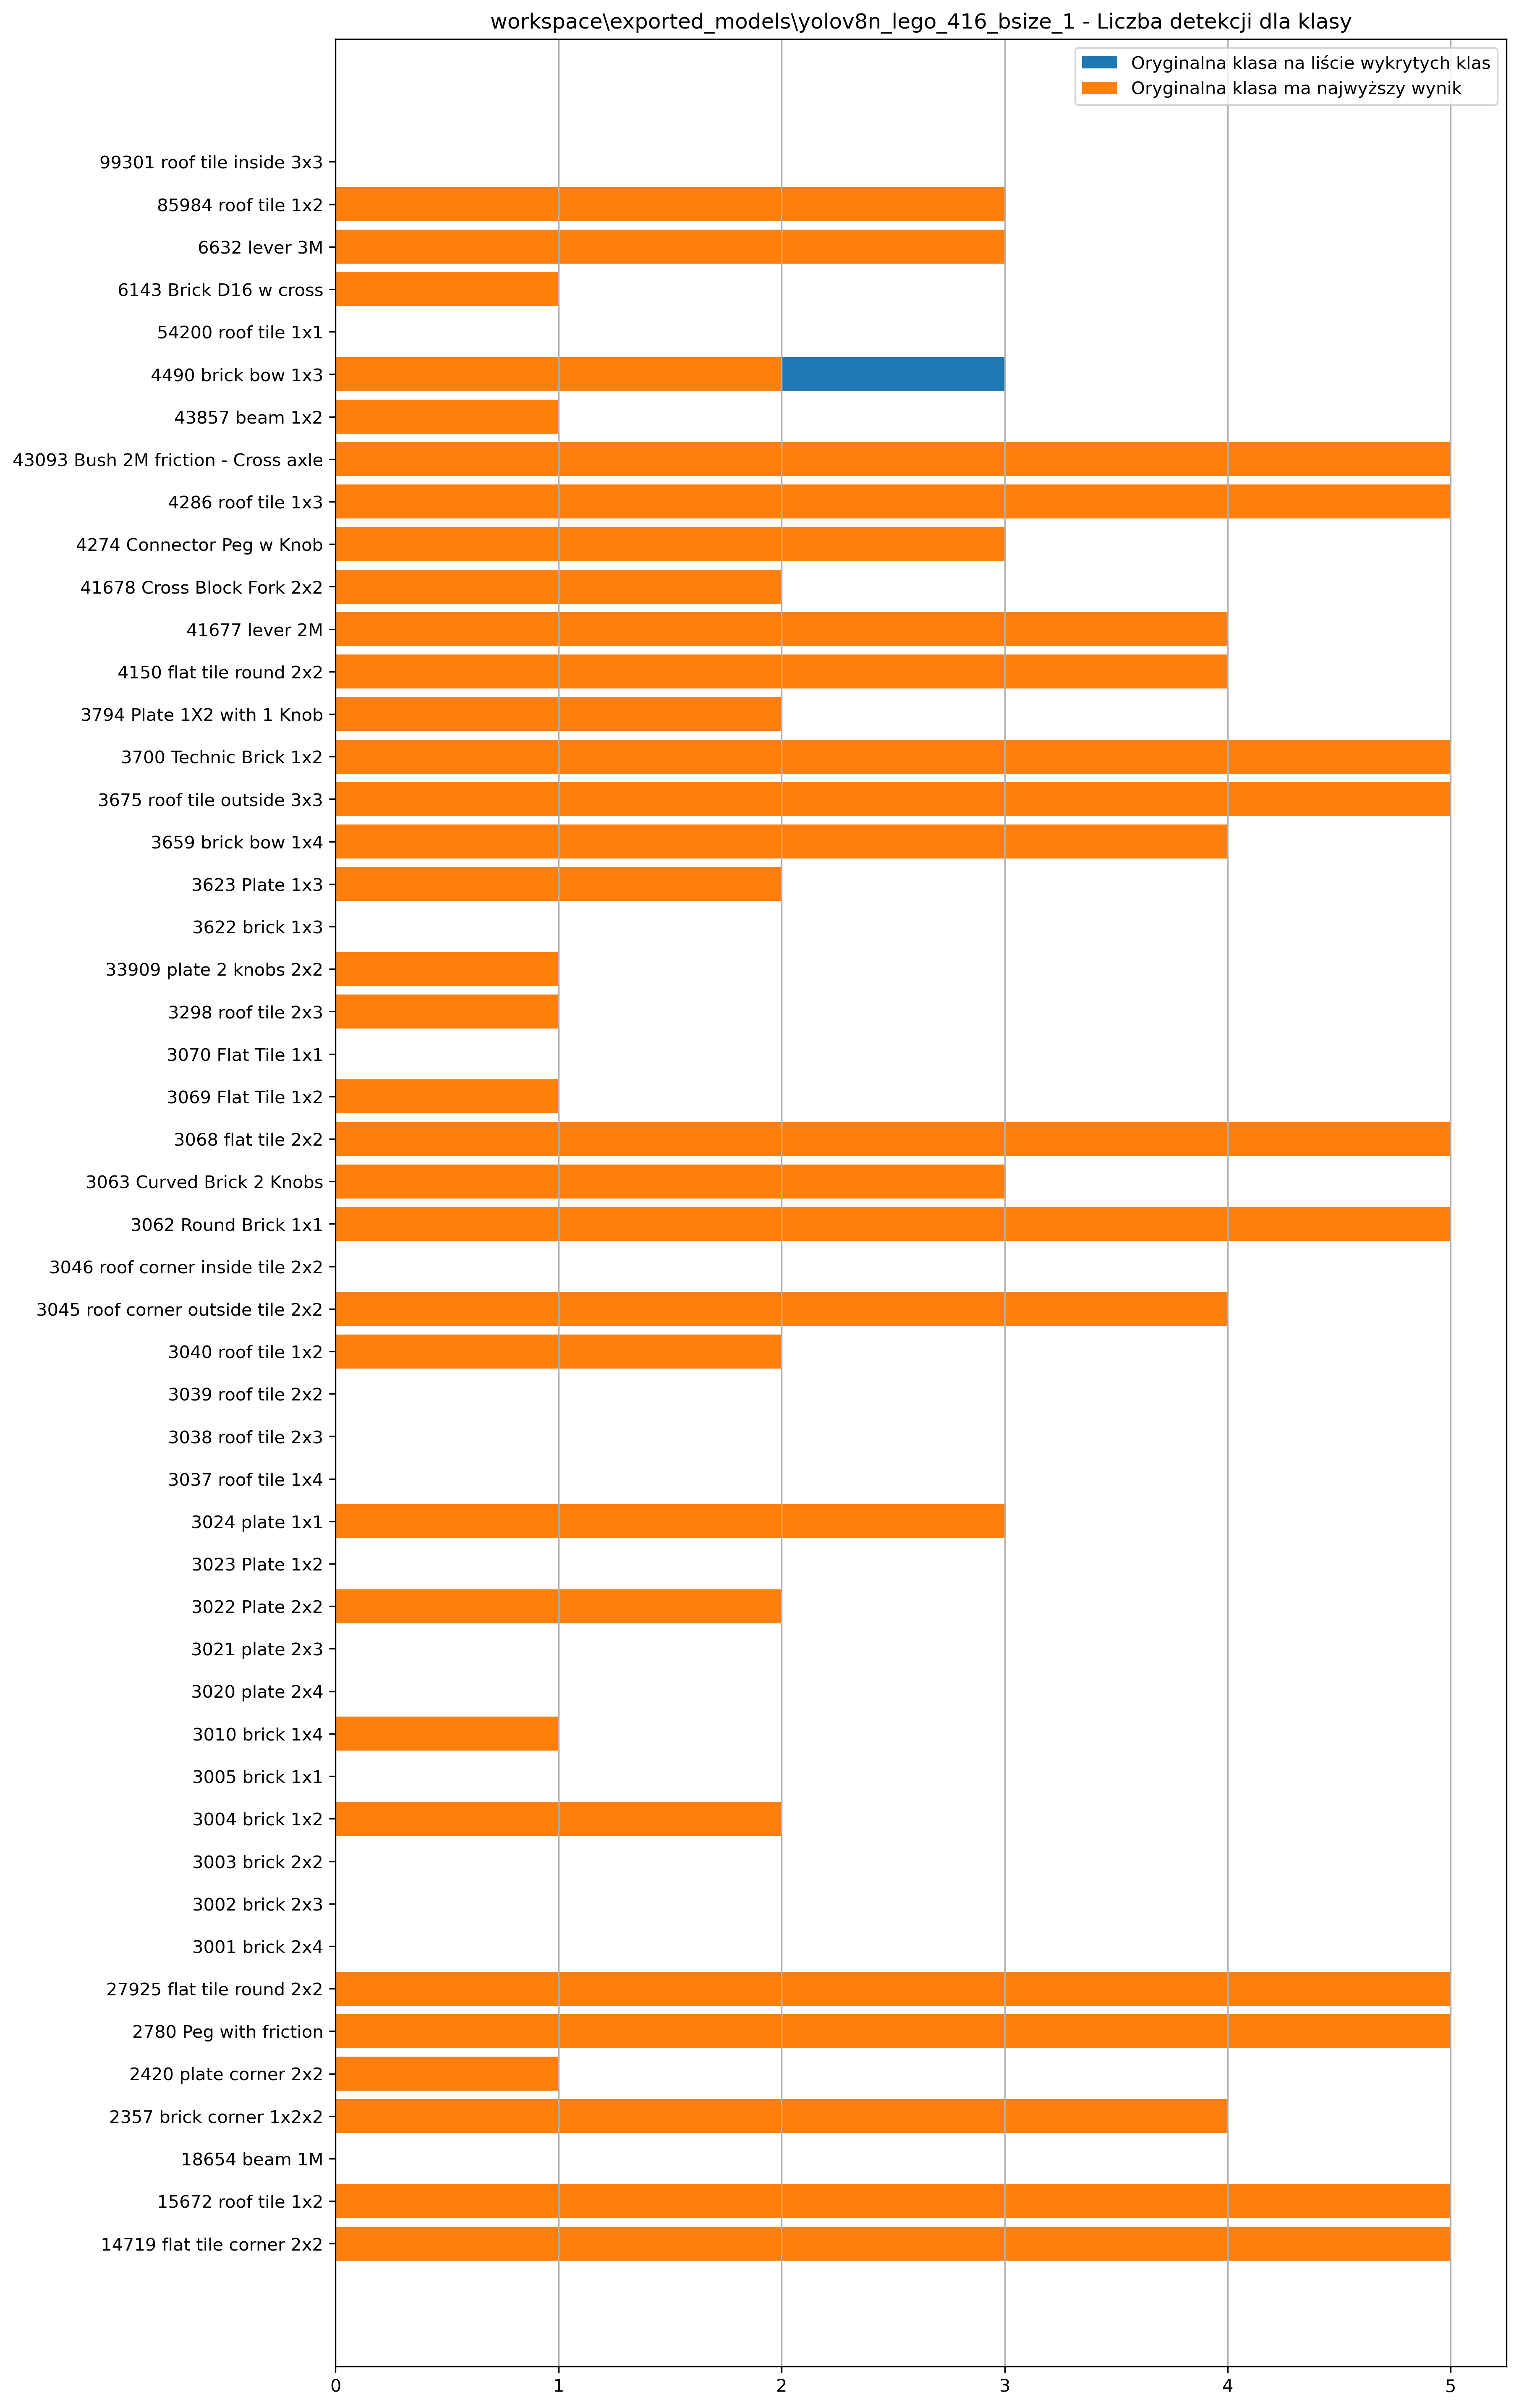 workspace\exported_models\yolov8n_lego_416_bsize_1 - Liczba detekcji dla klasy
Oryginalna klasa na liście wykrytych klas
Oryginalna klasa ma najwyższy wynik
99301 roof tile inside 3x3
85984 roof tile 1x2
6632 lever 3M
6143 Brick D16 w cross
54200 roof tile 1x1
4490 brick bow 1x3
43857 beam 1x2
43093 Bush 2M friction - Cross axle
4286 roof tile 1x3
4274 Connector Peg w Knob
41678 Cross Block Fork 2x2
41677 lever 2M
4150 flat tile round 2x2
3794 Plate 1X2 with 1 Knob
3700 Technic Brick 1x2
3675 roof tile outside 3x3
3659 brick bow 1x4
3623 Plate 1x3
3622 brick 1x3
33909 plate 2 knobs 2x2
3298 roof tile 2x3
3070 Flat Tile 1x1
3069 Flat Tile 1x2
3068 flat tile 2x2
3063 Curved Brick 2 Knobs
3062 Round Brick 1x1
3046 roof corner inside tile 2x2
3045 roof corner outside tile 2x2
3040 roof tile 1x2
3039 roof tile 2x2
3038 roof tile 2x3
3037 roof tile 1x4
3024 plate 1x1
3023 Plate 1x2
3022 Plate 2x2
3021 plate 2x3
3020 plate 2x4
3010 brick 1x4
3005 brick 1x1
3004 brick 1x2
3003 brick 2x2
3002 brick 2x3
3001 brick 2x4
27925 flat tile round 2x2
2780 Peg with friction
2420 plate corner 2x2
2357 brick corner 1x2x2
18654 beam 1M
15672 roof tile 1x2
14719 flat tile corner 2x2
0 1 2 3 4 5